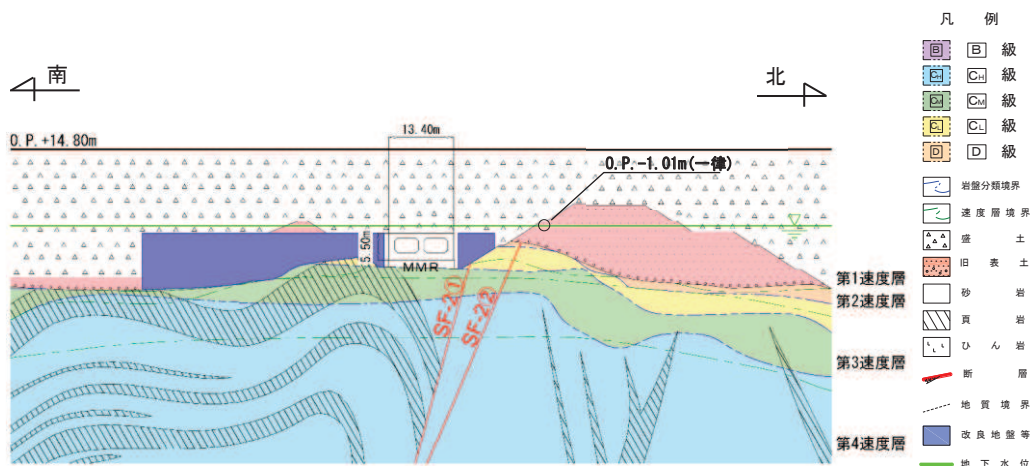 南
北
O.P.+14.80m
13.40m
O.P.-1.01m(一律)
5.50m
MMR
SF-2(1)
SF-2(2)
第1速度層
第2速度層
第3速度層
第4速度層
凡 例
B B 級
CH CH 級
CM CM 級
CL CL 級
D D 級
岩盤分類境界
速度層境界
盛 土
旧 表 土
砂 岩
頁 岩
ひ ん 岩
断 層
地 質 境 界
改 良 地 盤 等
地 下 水 位